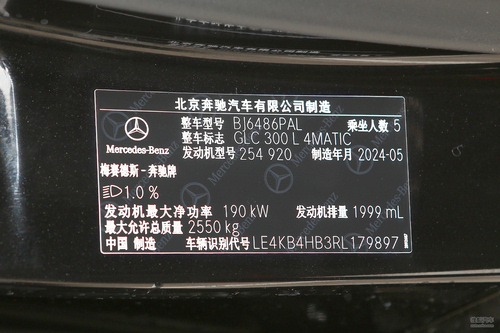 北京奔驰汽车有限公司制造
整车型号 BJ6486PAL 乘坐人数 5
整车标志 GLC 300 L 4MATIC
Mercedes-Benz
发动机型号 254 920 制造年月 2024-05
梅赛德斯-奔驰牌
1.0 %
发动机最大净功率 190 kW 发动机排量 1999 mL
最大允许总质量 2550 kg
中国 制造 车辆识别代号 LE4KB4HB3RL179897